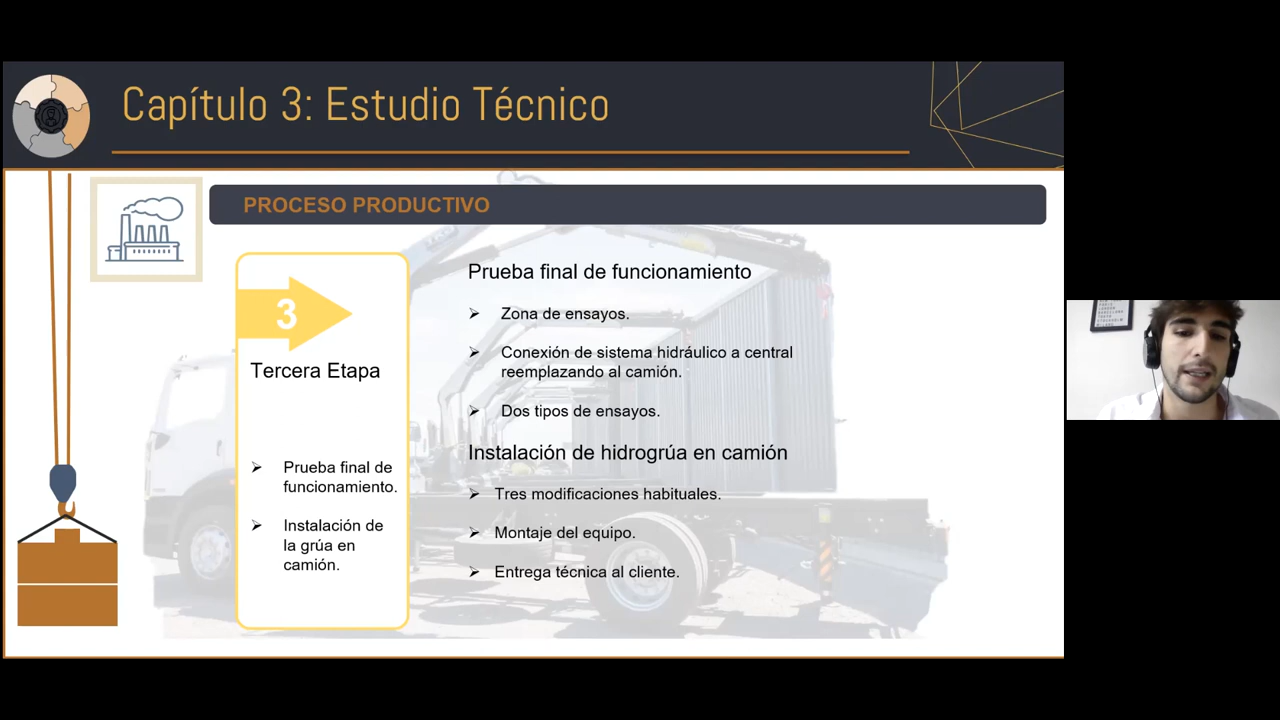 Capítulo 3: Estudio Técnico
PROCESO PRODUCTIVO
3
Tercera Etapa
Prueba final de
funcionamiento.
Instalación de
la grúa en
camión.
Prueba final de funcionamiento
Zona de ensayos.
Conexión de sistema hidráulico a central
reemplazando al camión.
Dos tipos de ensayos.
Instalación de hidrogrúa en camión
Tres modificaciones habituales.
Montaje del equipo.
Entrega técnica al cliente.